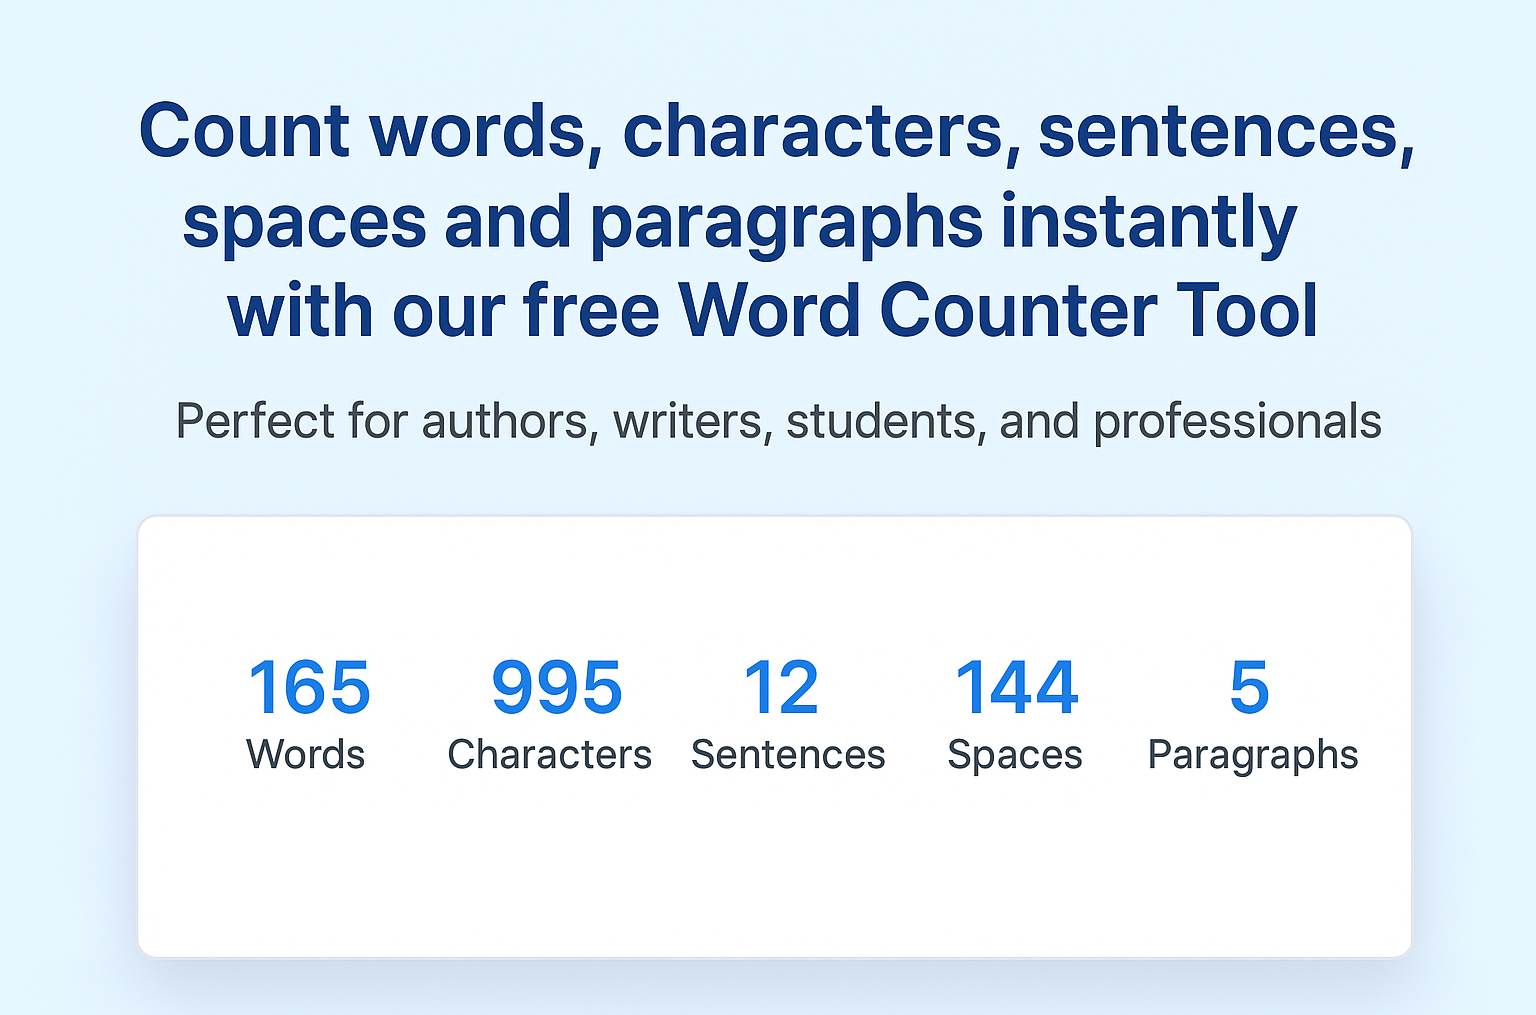 Count words, characters, sentences,
spaces and paragraphs instantly
with our free Word Counter Tool
Perfect for authors, writers, students, and professionals
165 995 12 144 5
Words Characters Sentences Spaces Paragraphs